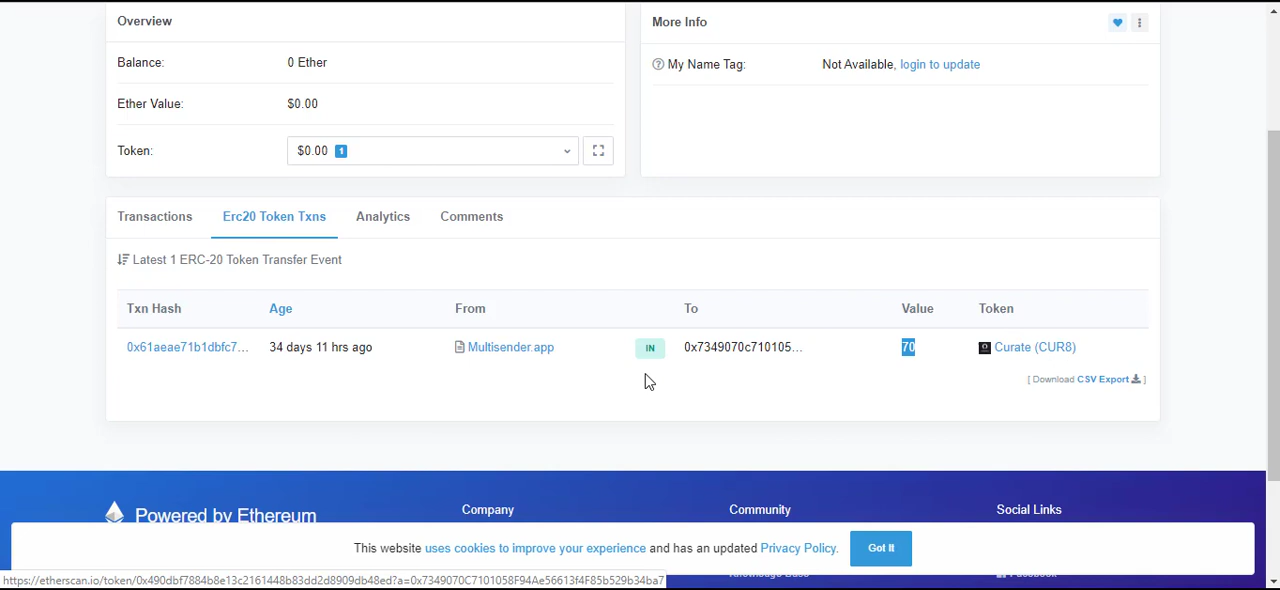 Overview
More Info
Balance:
0 Ether
My Name Tag:
Not Available, login to update
Ether Value:
$0.00
Token:
$0.00 1
Transactions
Erc20 Token Txns
Analytics
Comments
Latest 1 ERC-20 Token Transfer Event
Txn Hash
Age
From
To
Value
Token
0x61aeae71b1dbfc7...
34 days 11 hrs ago
Multisender.app
IN
0x7349070c710105...
70
Curate (CUR8)
[ Download CSV Export ]
Powered by Ethereum
Company
Community
Social Links
This website uses cookies to improve your experience and has an updated Privacy Policy.
Got It
https://etherscan.io/token/0x490dbf7884b8e13c2161448b83dd2d8909db48ed?a=0x7349070C7101058F94Ae5D613f4F85b529b34ba7